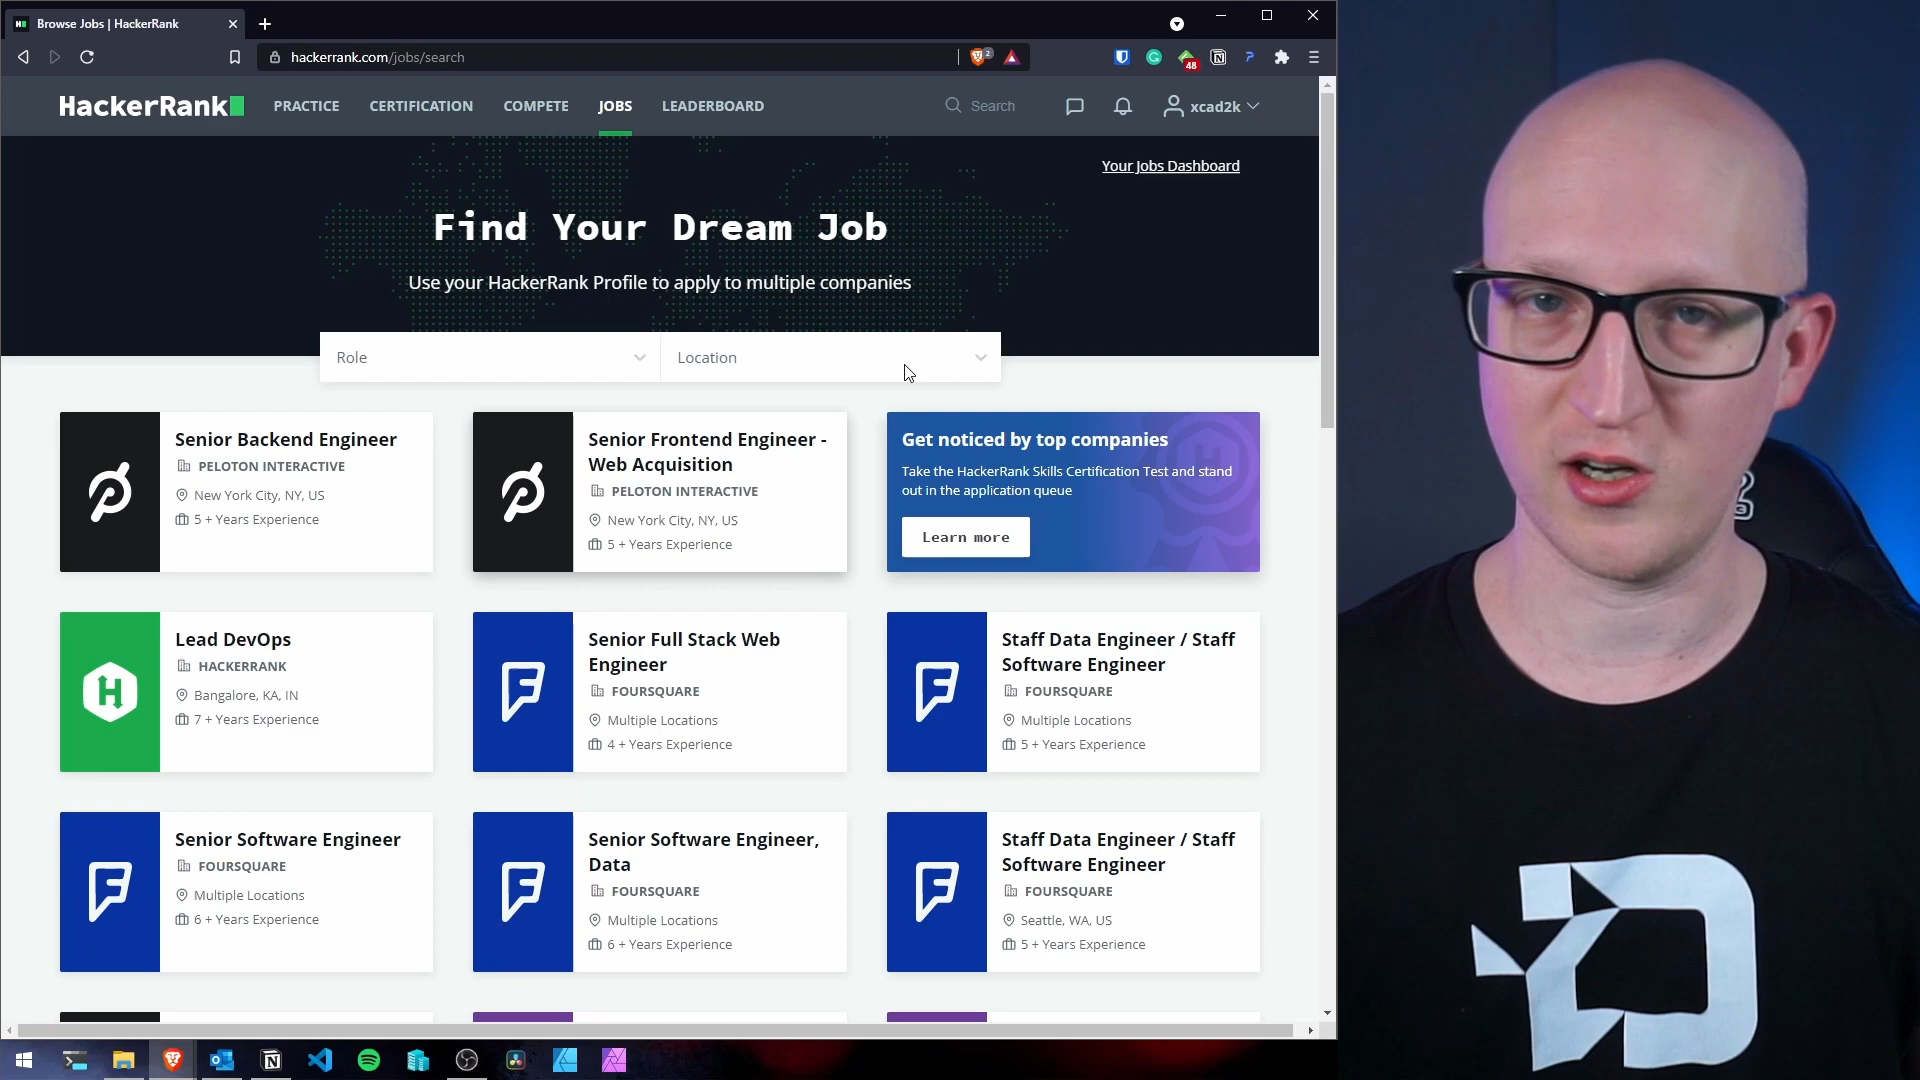 Browse Jobs | HackerRank
hackerrank.com/jobs/search
2
48
HackerRank
PRACTICE
CERTIFICATION
COMPETE
JOBS
LEADERBOARD
Search
xcad2k
Your Jobs Dashboard
Find Your Dream Job
Use your HackerRank Profile to apply to multiple companies
Role
Location
Senior Backend Engineer
PELOTON INTERACTIVE
New York City, NY, US
5 + Years Experience
Senior Frontend Engineer -
Web Acquisition
PELOTON INTERACTIVE
New York City, NY, US
5 + Years Experience
Get noticed by top companies
Take the HackerRank Skills Certification Test and stand
out in the application queue
Learn more
Lead DevOps
HACKERRANK
Bangalore, KA, IN
7 + Years Experience
Senior Full Stack Web
Engineer
FOURSQUARE
Multiple Locations
4 + Years Experience
Staff Data Engineer / Staff
Software Engineer
FOURSQUARE
Multiple Locations
5 + Years Experience
Senior Software Engineer
FOURSQUARE
Multiple Locations
6 + Years Experience
Senior Software Engineer,
Data
FOURSQUARE
Multiple Locations
6 + Years Experience
Staff Data Engineer / Staff
Software Engineer
FOURSQUARE
Seattle, WA, US
5 + Years Experience